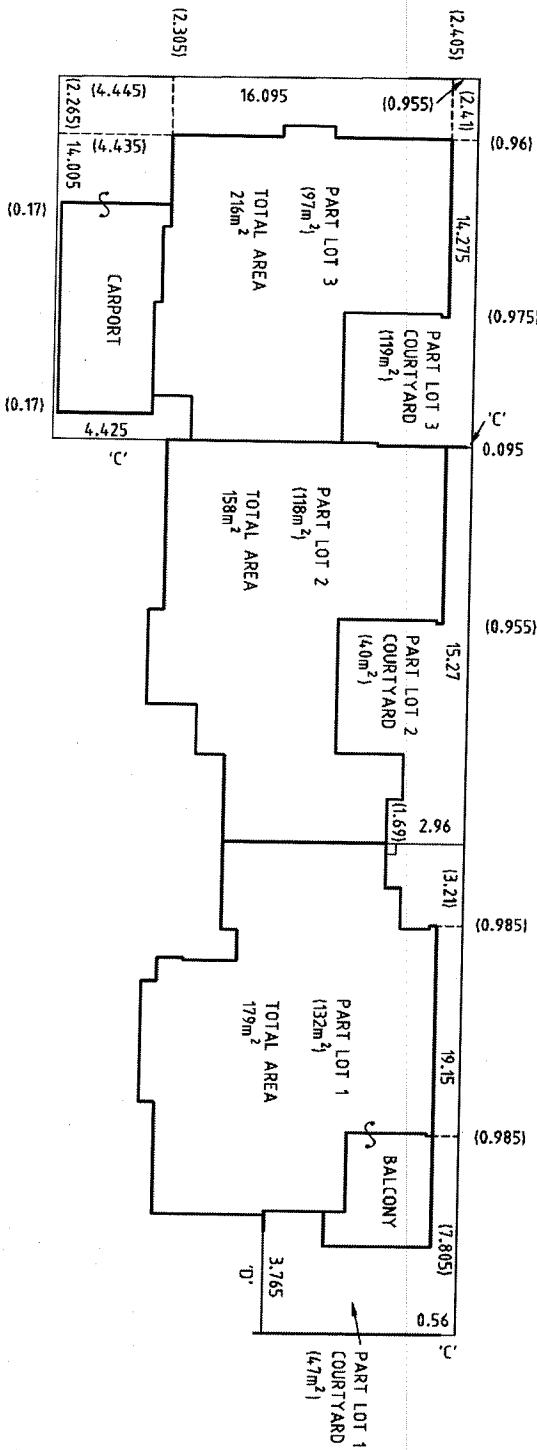 (2.305)
(2.405)
(2.265)
(4.445)
16.095
(0.955)
(2.41)
(0.96)
14.005
(4.435)
(0.17)
CARPORT
(0.17)
4.425
'C'
PART LOT 3
(97m²)
TOTAL AREA
216m²
14.275
(0.975)
PART LOT 3
COURTYARD
(119m²)
'C'
0.095
PART LOT 2
(118m²)
TOTAL AREA
158m²
(0.955)
15.27
PART LOT 2
COURTYARD
(40m²)
(1.69)
2.96
(3.21)
(0.985)
PART LOT 1
(132m²)
TOTAL AREA
179m²
19.15
(0.985)
BALCONY
(7.805)
3.765
'D'
0.56
'C'
PART LOT 1
COURTYARD
(47m²)